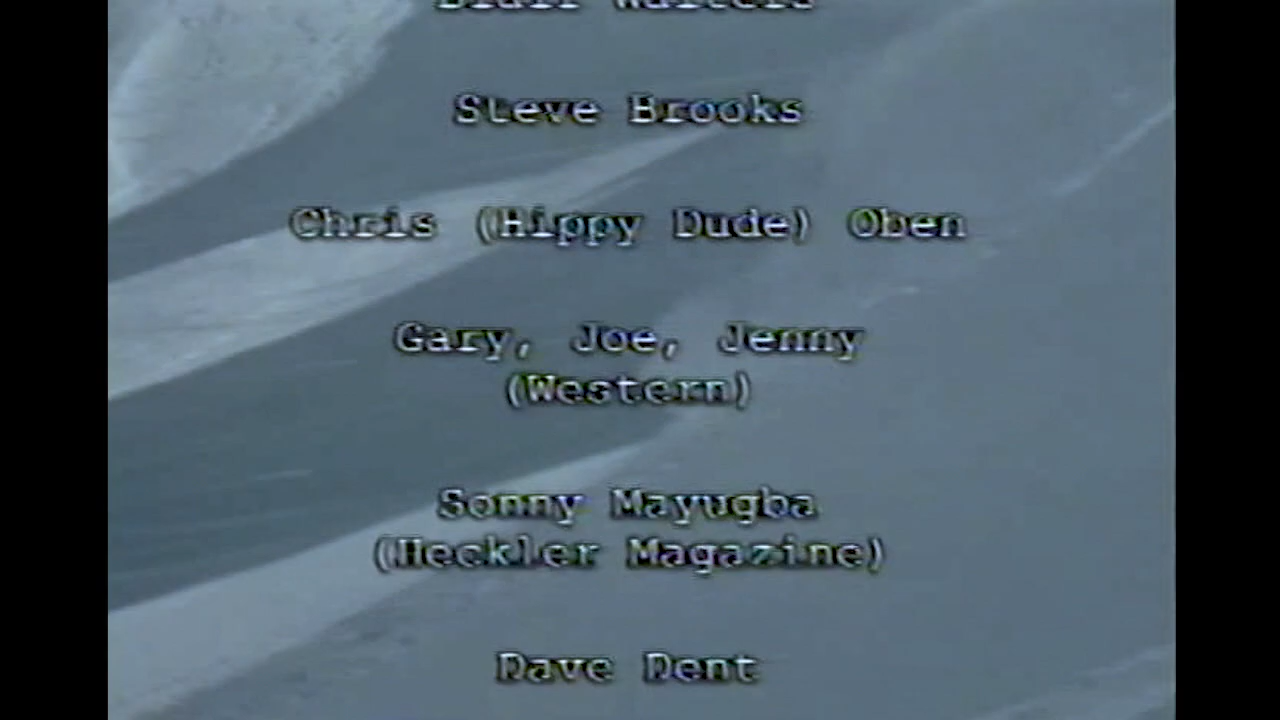 Steve Brooks
Chris (Hippy Dude) Oben
Gary, Joe, Jenny
(Western)
Sonny Mayugba
(Heckler Magazine)
Dave Dent